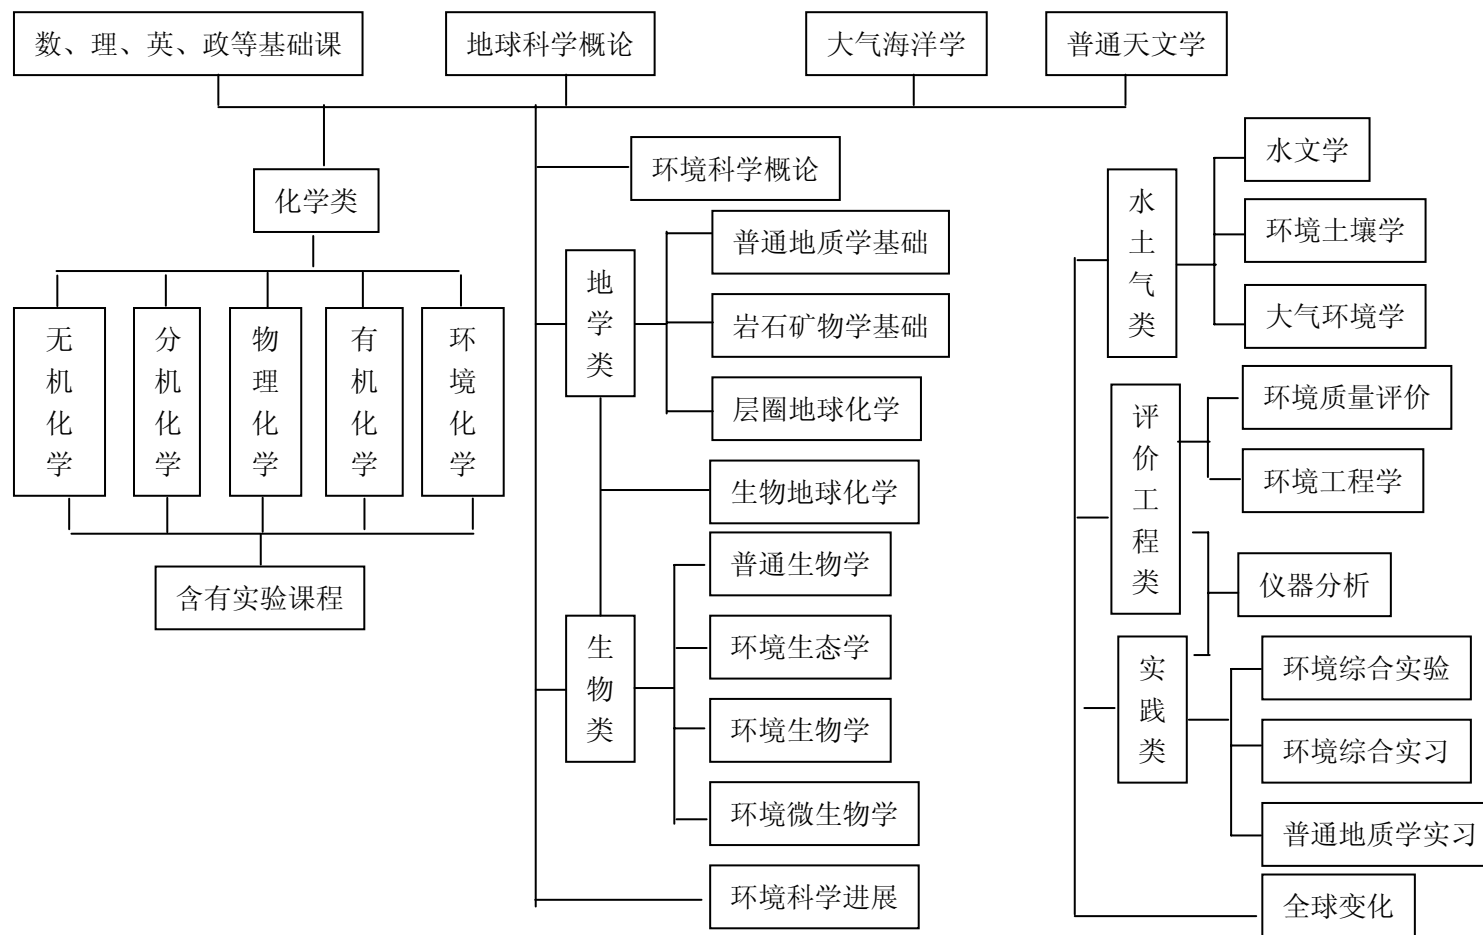 数、理、英、政等基础课
地球科学概论
大气海洋学
普通天文学
化学类
无机化学
分机化学
物理化学
有机化学
环境化学
含有实验课程
环境科学概论
地学类
普通地质学基础
岩石矿物学基础
层圈地球化学
生物地球化学
生物类
普通生物学
环境生态学
环境生物学
环境微生物学
环境科学进展
水土气类
水文学
环境土壤学
大气环境学
评价工程类
环境质量评价
环境工程学
仪器分析
实践类
环境综合实验
环境综合实习
普通地质学实习
全球变化